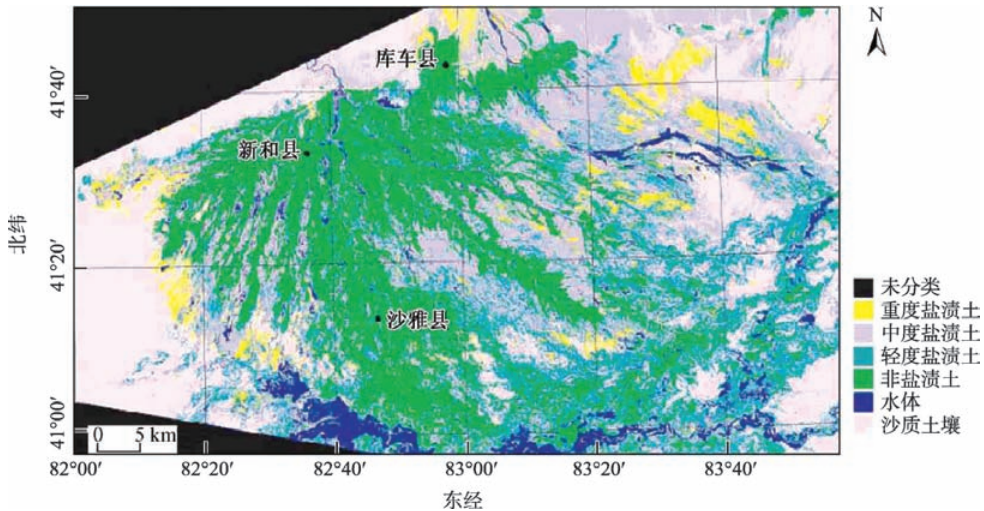 N
库车县
41°40′
新和县
北纬
41°20′
未分类
重度盐渍土
沙雅县
中度盐渍土
轻度盐渍土
非盐渍土
水体
41°00′
0 5 km
沙质土壤
82°00′ 82°20′ 82°40′ 83°00′ 83°20′ 83°40′
东经